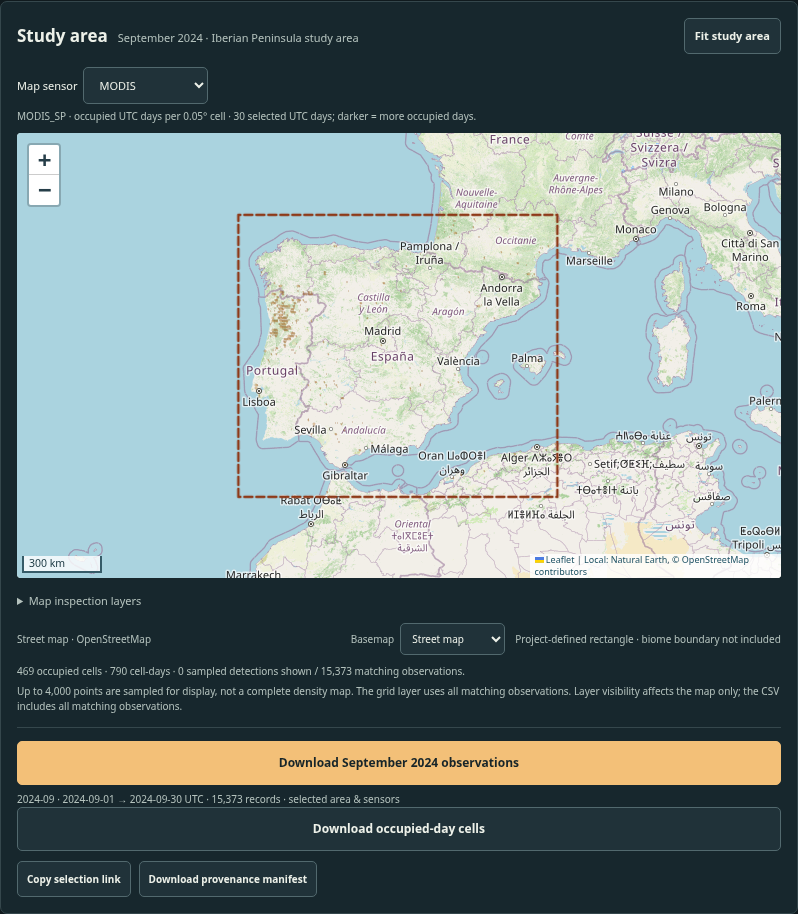 Study area
September 2024 · Iberian Peninsula study area
Fit study area
Map sensor
MODIS
MODIS_SP · occupied UTC days per 0.05° cell · 30 selected UTC days; darker = more occupied days.
+
−
France
Comté
Svizzera /
Svizra
Auvergne-
Rhône-Alpes
Nouvelle-
Aquitaine
Milano
Genova
Bologna
Monaco
Città di San
Marino
Occitanie
Pamplona /
Iruña
Marseille
Andorra
la Vella
Roma
Castilla
y León
Aragón
Madrid
España
València
Palma
Portugal
Lisboa
Sevilla
Andalucía
Málaga
Gibraltar
Oran
وهران
Alger
الجزائر
عنابة
تونس
Setif
سطيف
سوسة
باتنة
صفاقس
Rabat
الرباط
الجلفة
تونس
Oriental
الشرقية
Tripoli
Marrakech
300 km
Leaflet | Local: Natural Earth, © OpenStreetMap
contributors
▶ Map inspection layers
Street map · OpenStreetMap
Basemap
Street map
Project-defined rectangle · biome boundary not included
469 occupied cells · 790 cell-days · 0 sampled detections shown / 15,373 matching observations.
Up to 4,000 points are sampled for display, not a complete density map. The grid layer uses all matching observations. Layer visibility affects the map only; the CSV
includes all matching observations.
Download September 2024 observations
2024-09 · 2024-09-01 → 2024-09-30 UTC · 15,373 records · selected area & sensors
Download occupied-day cells
Copy selection link
Download provenance manifest